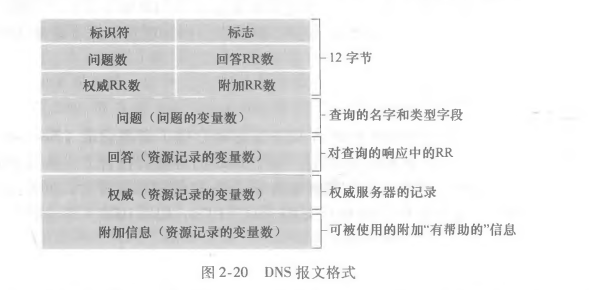 标识符 标志
问题数 回答RR数 12 字节
权威RR数 附加RR数
问题（问题的变量数） 查询的名字和类型字段
回答（资源记录的变量数） 对查询的响应中的RR
权威（资源记录的变量数） 权威服务器的记录
附加信息（资源记录的变量数） 可被使用的附加“有帮助的”信息
图 2-20 DNS 报文格式